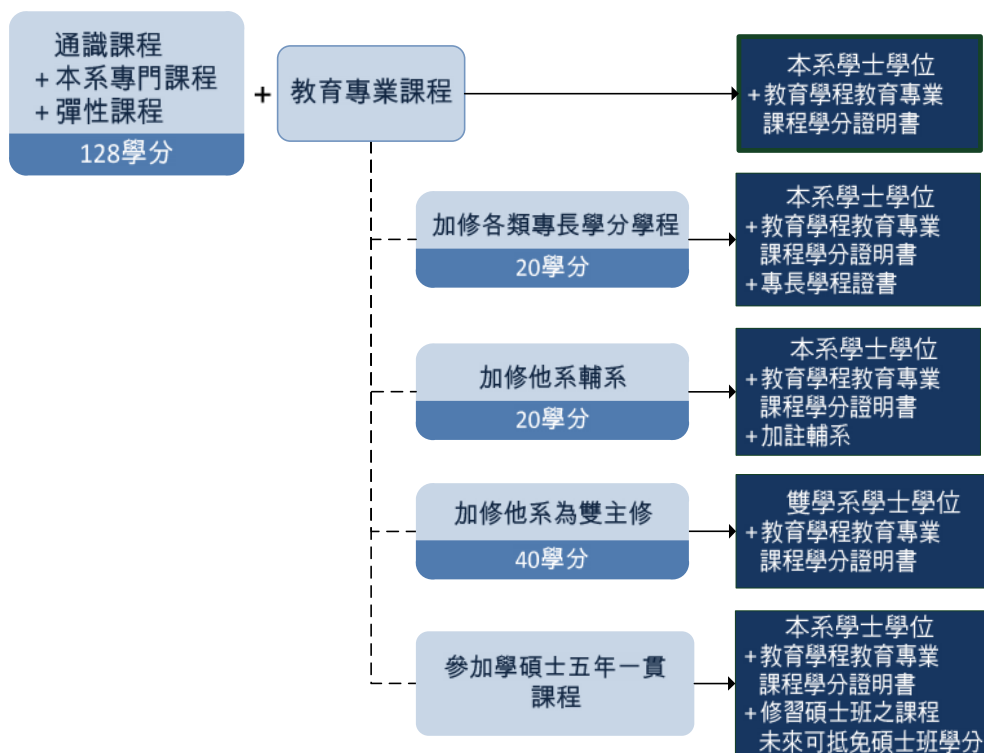 通識課程
+ 本系專門課程
+ 彈性課程
128學分
+
教育專業課程
本系學士學位
+教育學程教育專業
課程學分證明書
加修各類專長學分學程
20學分
本系學士學位
+教育學程教育專業
課程學分證明書
+專長學程證書
加修他系輔系
20學分
本系學士學位
+教育學程教育專業
課程學分證明書
+加註輔系
加修他系為雙主修
40學分
雙學系學士學位
+教育學程教育專業
課程學分證明書
參加學碩士五年一貫
課程
本系學士學位
+教育學程教育專業
課程學分證明書
+修習碩士班之課程
未來可抵免碩士班學分